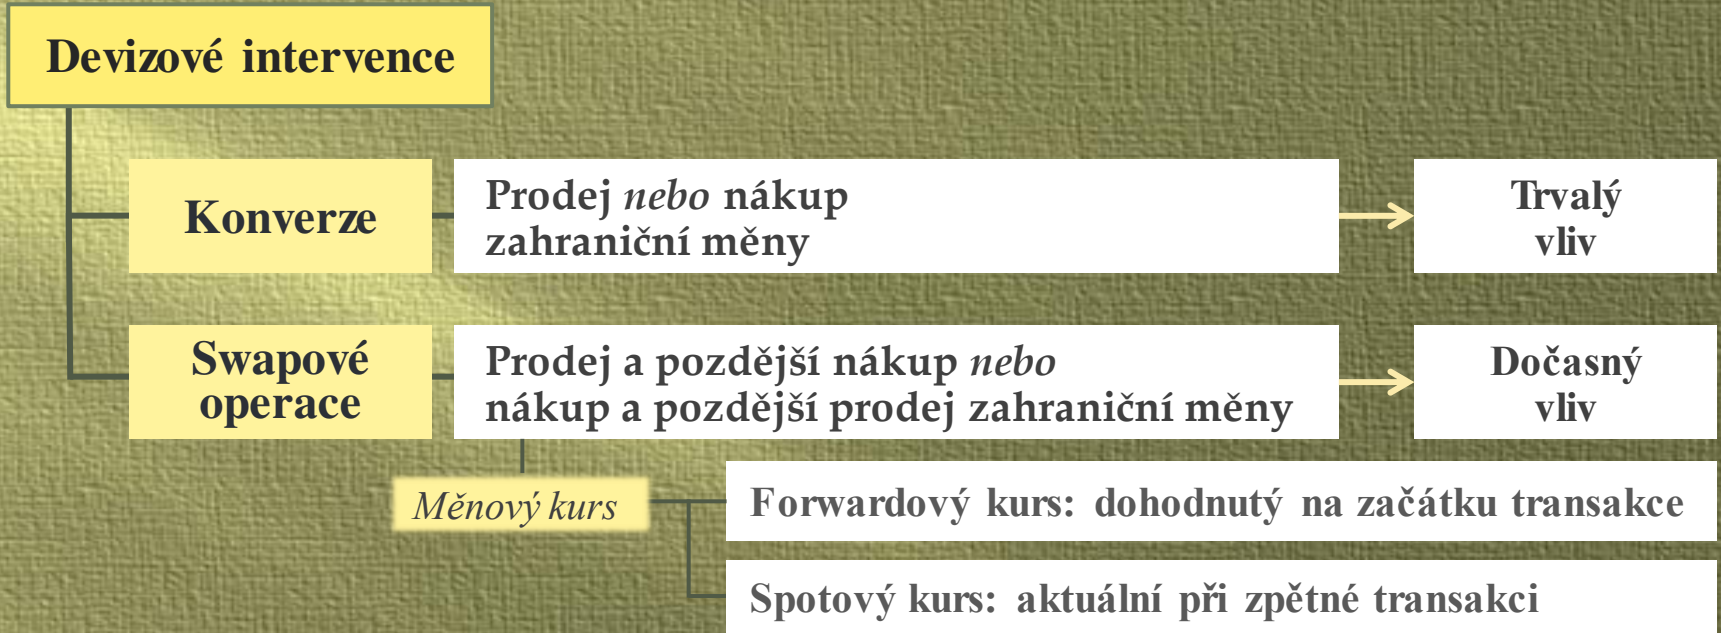 Devizové intervence
Konverze
Prodej nebo nákup
zahraniční měny
Trvalý
vliv
Swapové
operace
Prodej a pozdější nákup nebo
nákup a pozdější prodej zahraniční měny
Dočasný
vliv
Měnový kurs
Forwardový kurs: dohodnutý na začátku transakce
Spotový kurs: aktuální při zpětné transakci